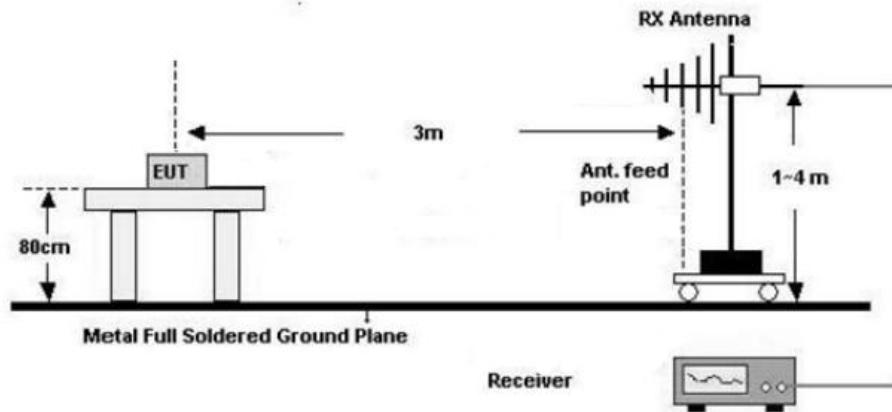 RX Antenna
3m
EUT
Ant. feed
point
1~4 m
80cm
Metal Full Soldered Ground Plane
Receiver